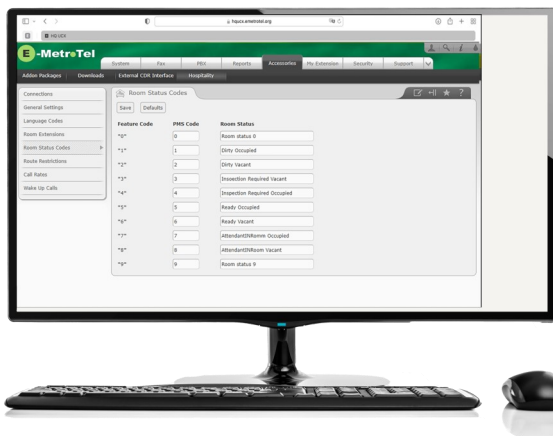 hqucx.emetrotel.org
HQ-UCX
E-MetroTel
System Fax PBX Reports Accessories My Extension Security Support
Addon Packages Downloads External CDR Interface Hospitality
Connections
General Settings
Language Codes
Room Extensions
Room Status Codes
Route Restrictions
Call Rates
Wake Up Calls
Room Status Codes
Save Defaults
Feature Code PMS Code Room Status
"0" 0 Room status 0
"1" 1 Dirty Occupied
"2" 2 Dirty Vacant
"3" 3 Inspection Required Vacant
"4" 4 Inspection Required Occupied
"5" 5 Ready Occupied
"6" 6 Ready Vacant
"7" 7 AttendantINRomm Occupied
"8" 8 AttendantINRoom Vacant
"9" 9 Room status 9